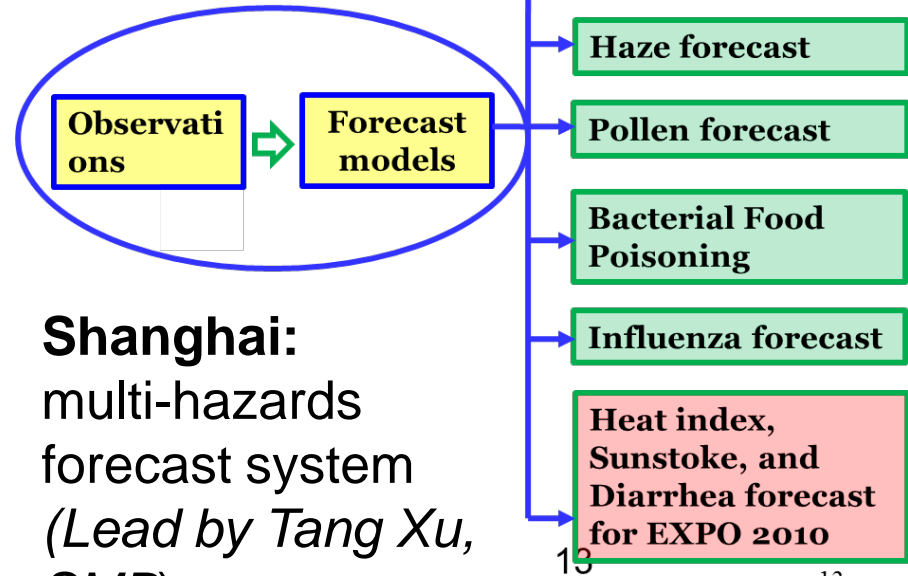 Haze forecast
Observati
ons
Forecast
models
Pollen forecast
Bacterial Food
Poisoning
Influenza forecast
Shanghai:
multi-hazards
forecast system
(Lead by Tang Xu,
Heat index,
Sunstoke, and
Diarrhea forecast
for EXPO 2010
13